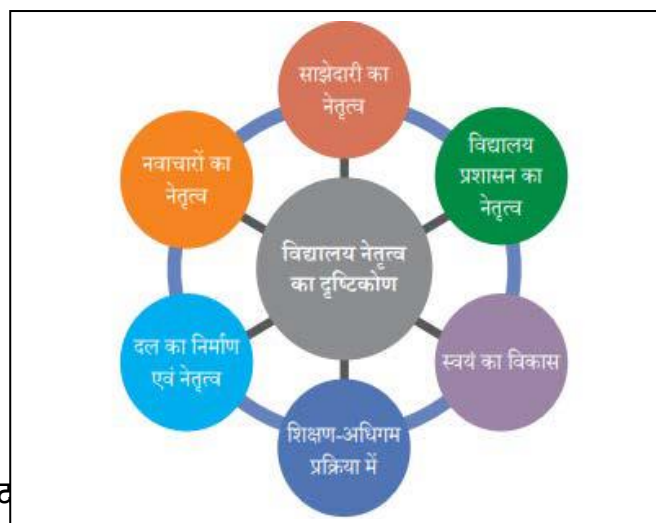 साझेदारी का
नेतृत्व
विद्यालय
प्रशासन का
नेतृत्व
स्वयं का विकास
शिक्षण-अधिगम
प्रक्रिया में
दल का निर्माण
एवं नेतृत्व
नवाचारों का
नेतृत्व
विद्यालय नेतृत्व
का दृष्टिकोण